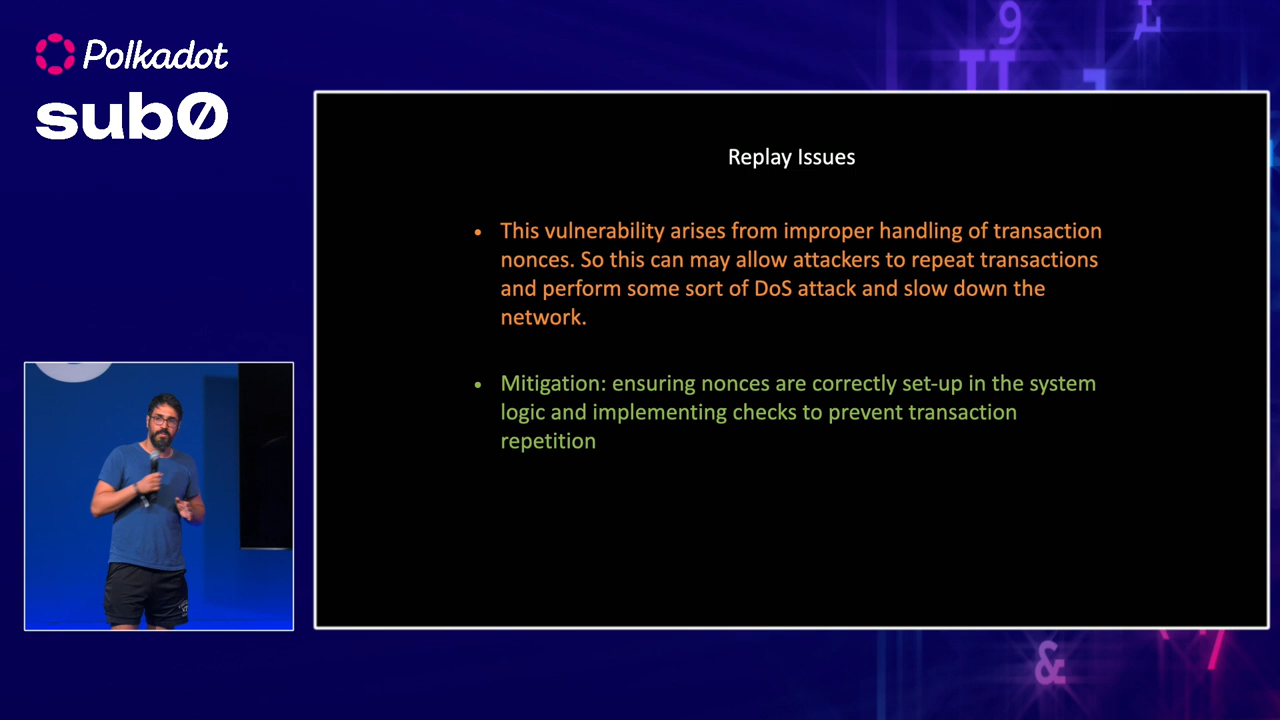 Polkadot
sub0
9
Replay Issues
• This vulnerability arises from improper handling of transaction
nonces. So this can may allow attackers to repeat transactions
and perform some sort of DoS attack and slow down the
network.
• Mitigation: ensuring nonces are correctly set-up in the system
logic and implementing checks to prevent transaction
repetition
&